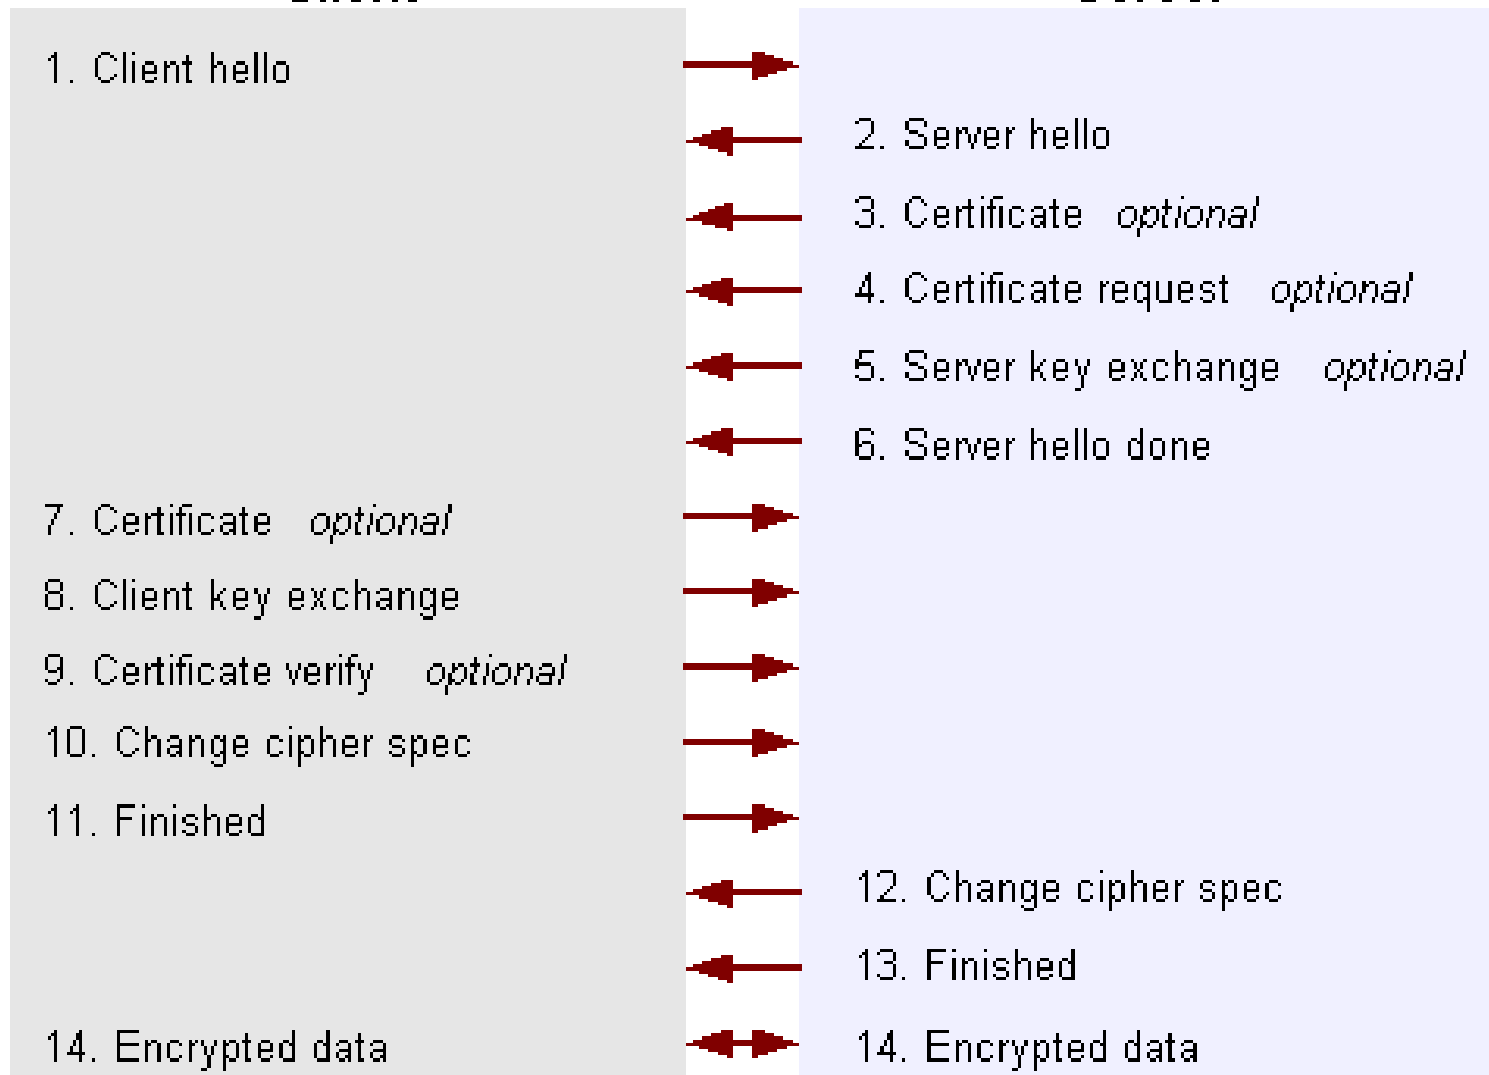 1. Client hello
2. Server hello
3. Certificate optional
4. Certificate request optional
5. Server key exchange optional
6. Server hello done
7. Certificate optional
8. Client key exchange
9. Certificate verify optional
10. Change cipher spec
11. Finished
12. Change cipher spec
13. Finished
14. Encrypted data 14. Encrypted data